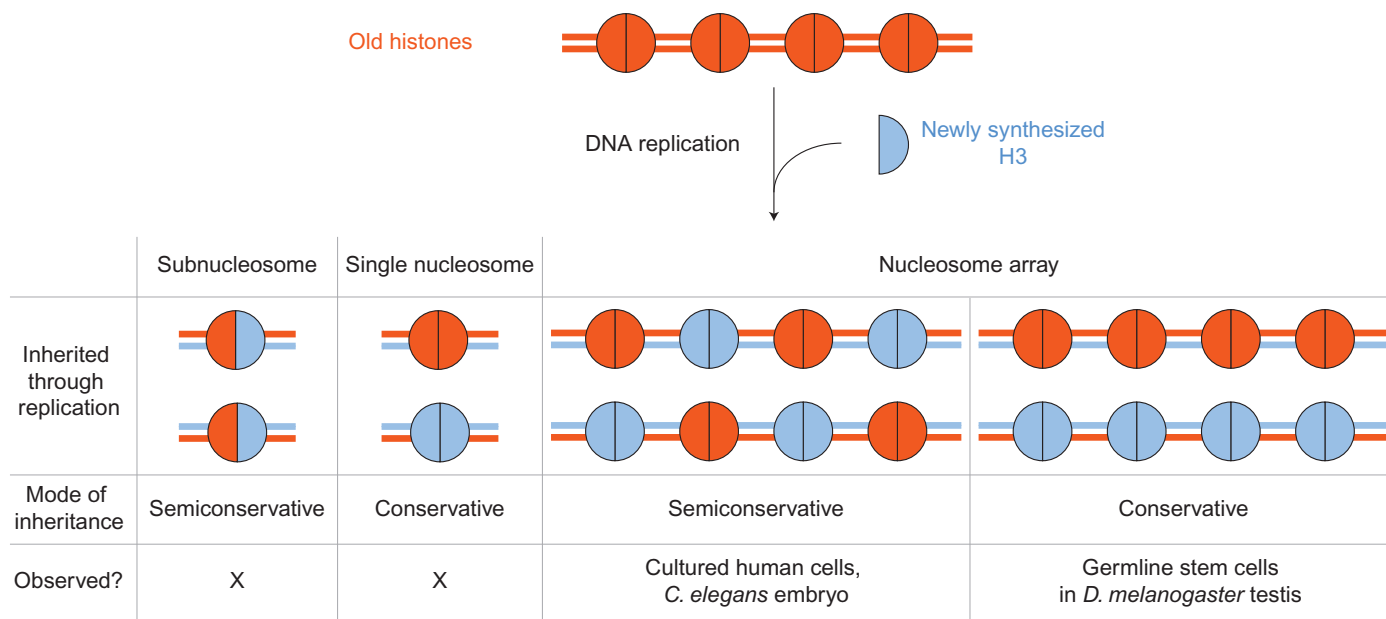 Old histones
DNA replication
Newly synthesized
H3
Subnucleosome
Single nucleosome
Nucleosome array
Inherited
through
replication
Mode of
inheritance
Semiconservative
Conservative
Semiconservative
Conservative
Observed?
X
X
Cultured human cells,
C. elegans embryo
Germline stem cells
in D. melanogaster testis